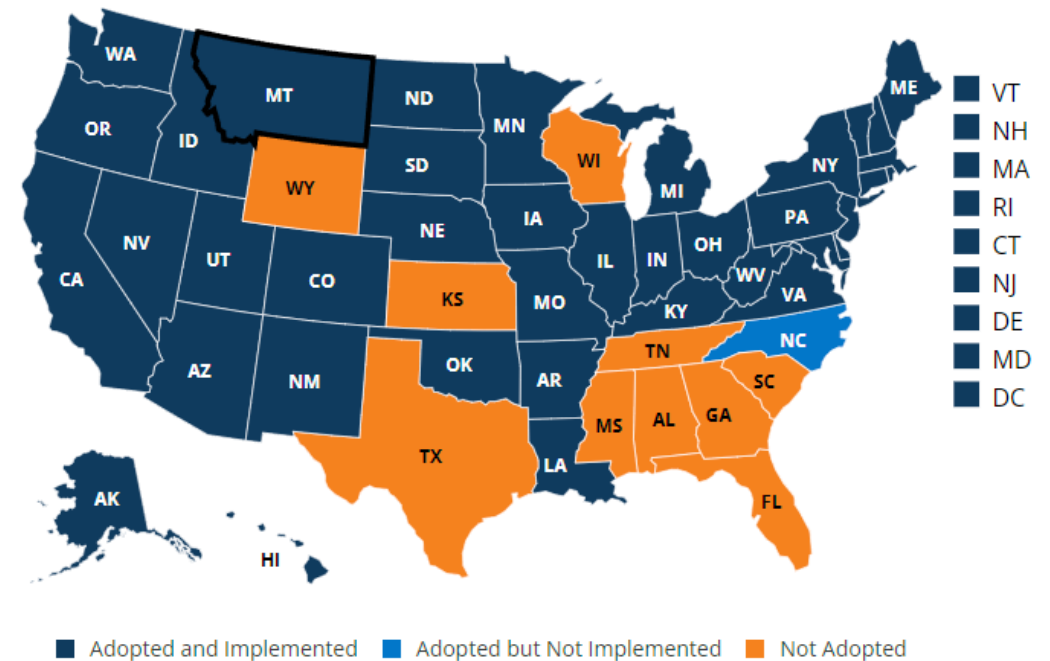 WA
MT
ND
MN
ME
VT
OR
ID
SD
WI
NH
NY
MA
WY
MI
RI
NE
IA
PA
CT
NV
UT
CO
IL
IN
OH
WV
NJ
CA
KS
MO
KY
VA
DE
NC
MD
AZ
NM
OK
AR
TN
SC
DC
TX
LA
MS
AL
GA
AK
HI
FL
Adopted and Implemented Adopted but Not Implemented Not Adopted